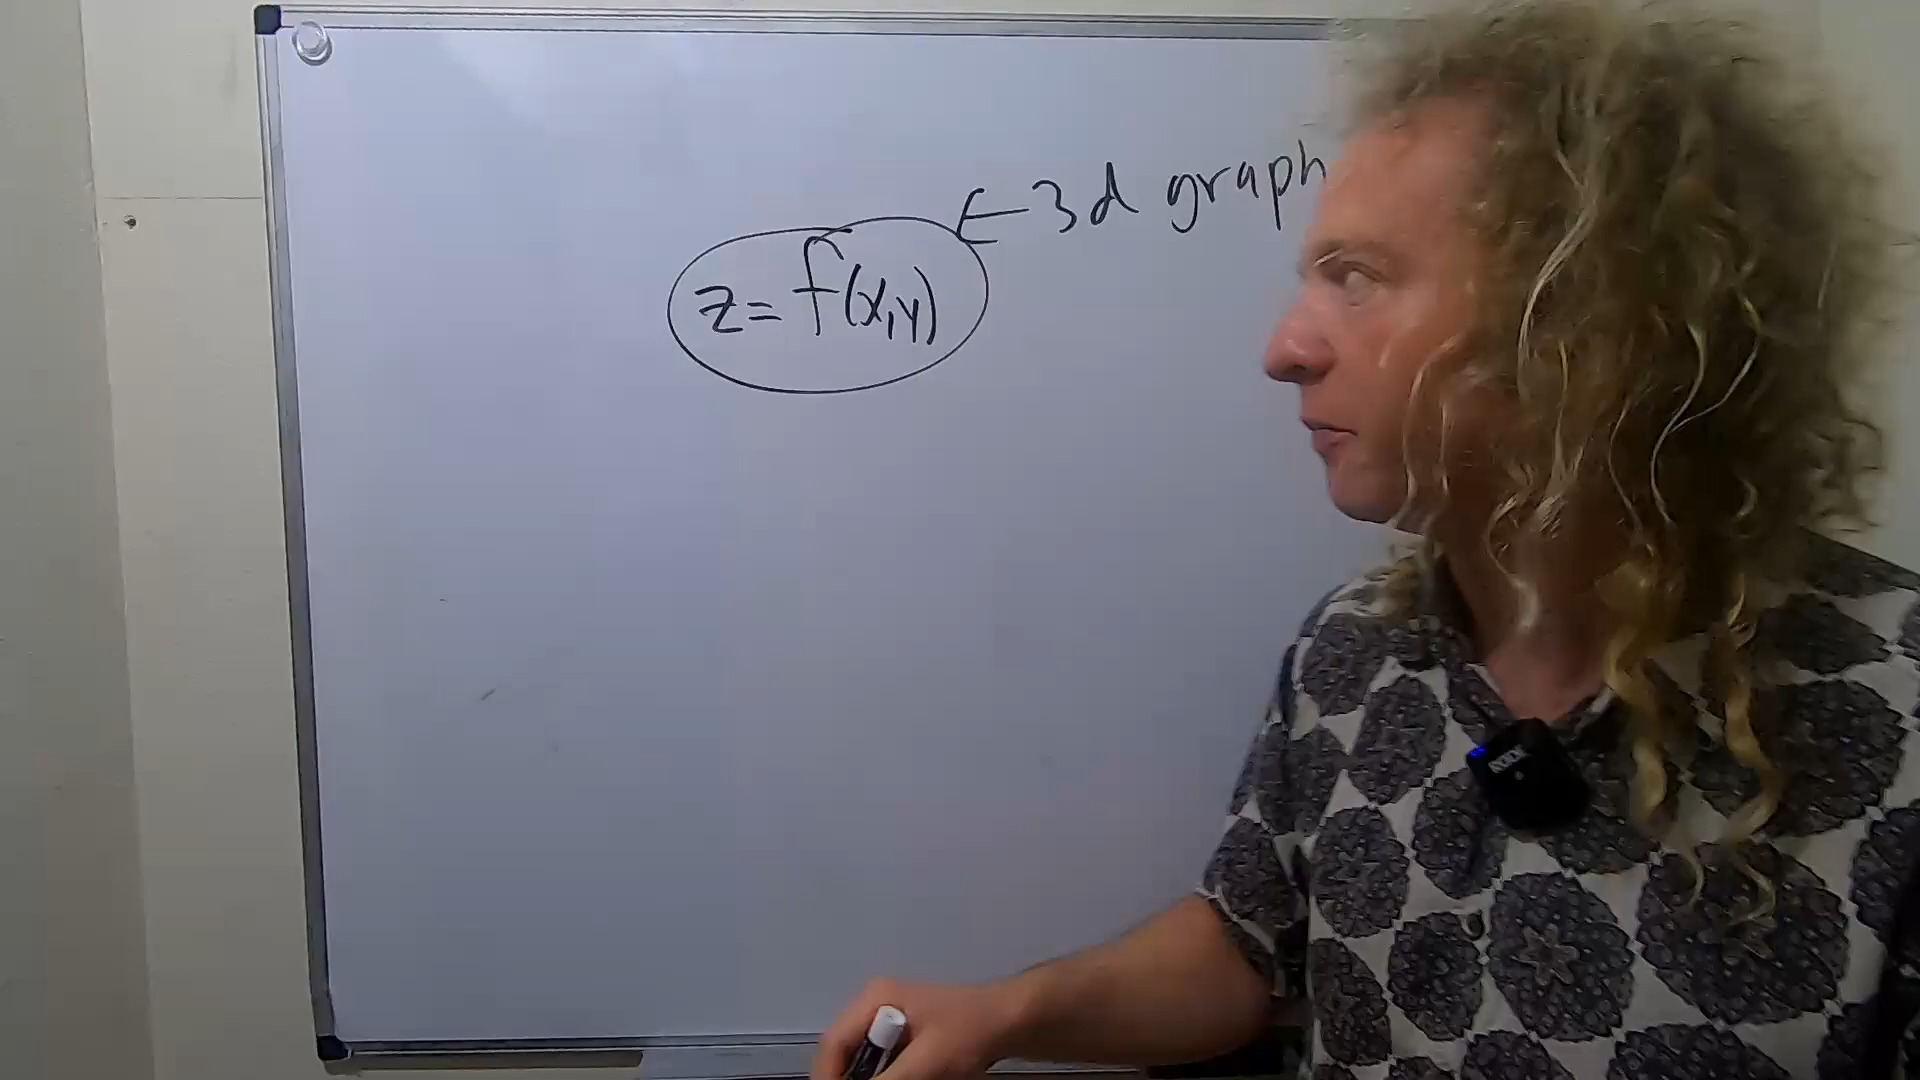 ← 3d graph
z = f(x,y)